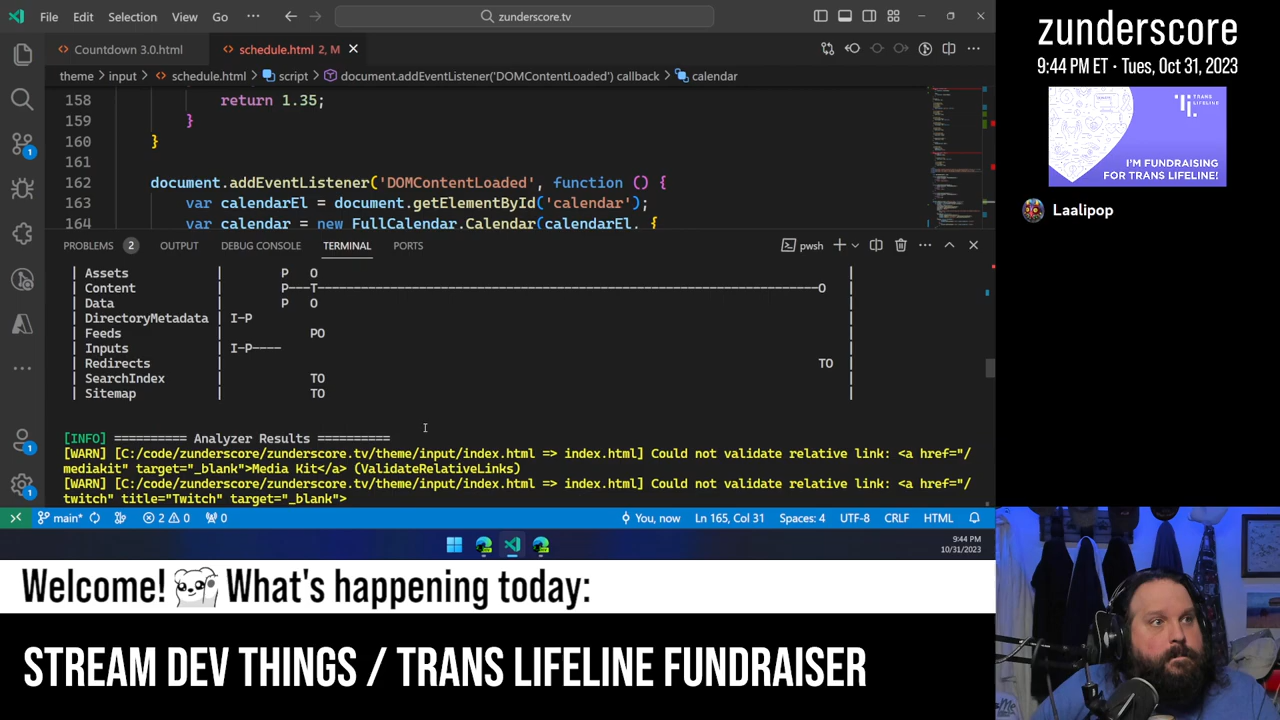 File Edit Selection View Go ··· zunderscore.tv
Countdown 3.0.html schedule.html 2, M
theme > input > schedule.html > script > document.addEventListener('DOMContentLoaded') callback > calendar
158 return 1.35;
159 }
160 }
161
162 document.addEventListener('DOMContentLoaded', function () {
163 var calendarEl = document.getElementById('calendar');
164 var calendar = new FullCalendar.Calendar(calendarEl, {
PROBLEMS 2 OUTPUT DEBUG CONSOLE TERMINAL PORTS pwsh
| Assets | P O |
| Content | P---T----------------------------------------------------------------------O |
| Data | P O |
| DirectoryMetadata | I-P |
| Feeds | PO |
| Inputs | I-P---- |
| Redirects | TO |
| SearchIndex | TO |
| Sitemap | TO |
[INFO] ========== Analyzer Results ==========
[WARN] [C:/code/zunderscore/zunderscore.tv/theme/input/index.html => index.html] Could not validate relative link: <a href="/
mediakit" target="_blank">Media Kit</a> (ValidateRelativeLinks)
[WARN] [C:/code/zunderscore/zunderscore.tv/theme/input/index.html => index.html] Could not validate relative link: <a href="/
twitch" title="Twitch" target="_blank">
main* 2 0 0 You, now Ln 165, Col 31 Spaces: 4 UTF-8 CRLF HTML
1
1
1
9:44 PM
10/31/2023
zunderscore
9:44 PM ET • Tues, Oct 31, 2023
TRANS
LIFELINE
I'M FUNDRAISING
FOR TRANS LIFELINE!
Laalipop
Welcome! What's happening today:
STREAM DEV THINGS / TRANS LIFELINE FUNDRAISER